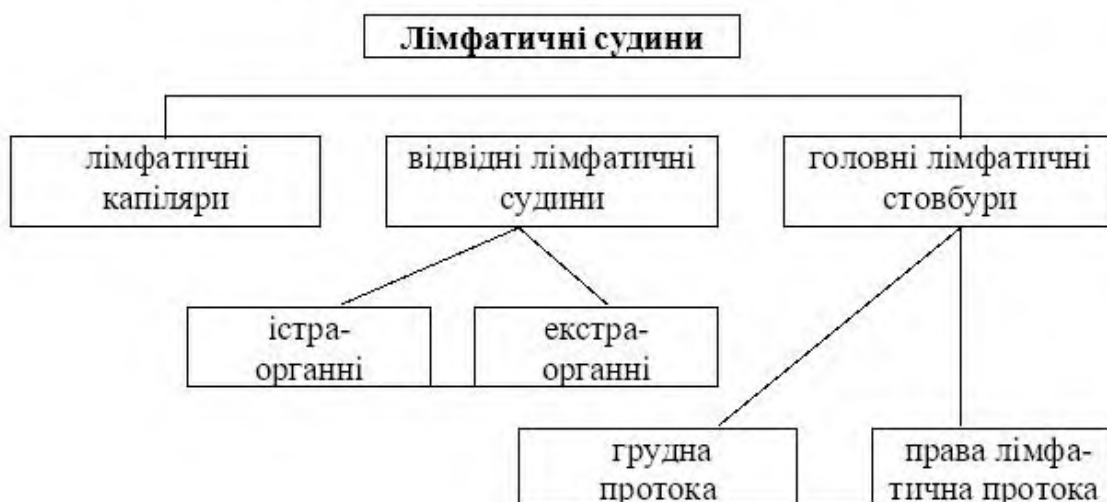 Лімфатичні судини
лімфатичні
капіляри
відвідні лімфатичні
судини
головні лімфатичні
стовбури
істра-
органні
екстра-
органні
грудна
протока
права лімфа-
тична протока